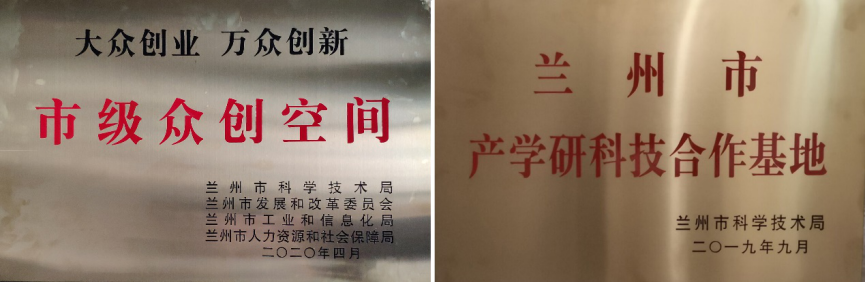 大众创业 万众创新
市级众创空间
兰州市科学技术局
兰州市发展和改革委员会
兰州市工业和信息化局
兰州市人力资源和社会保障局
二〇二〇年四月
兰州市
产学研科技合作基地
兰州市科学技术局
二〇一九年九月